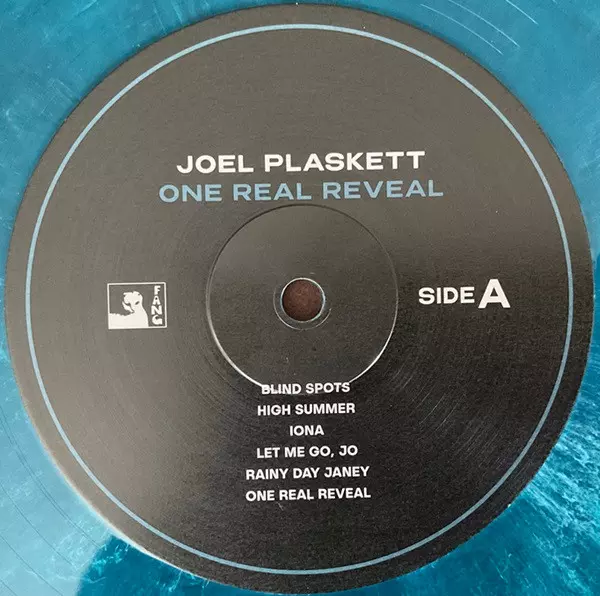 JOEL PLASKETT
ONE REAL REVEAL
FANG
SIDE A
BLIND SPOTS
HIGH SUMMER
IONA
LET ME GO, JO
RAINY DAY JANEY
ONE REAL REVEAL